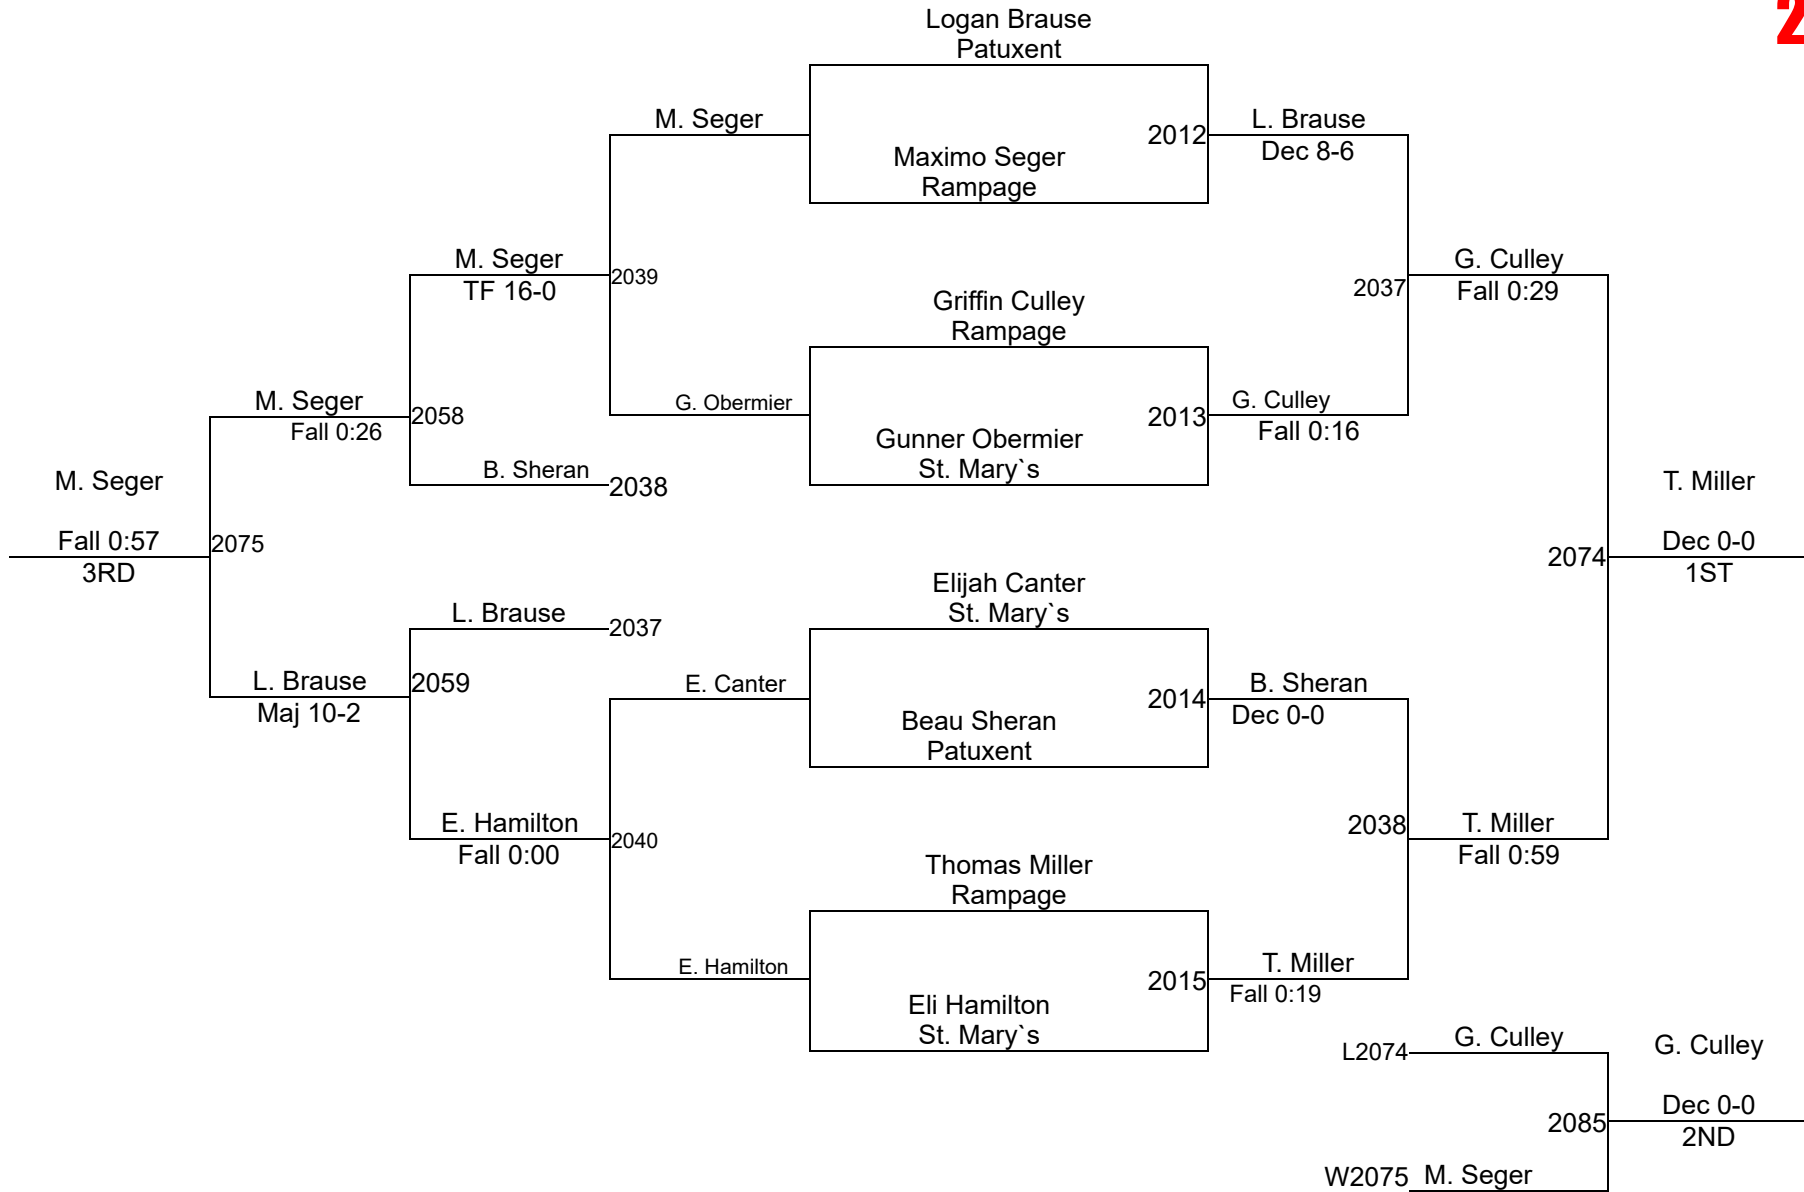 Logan Brause
Patuxent
2
M. Seger
2012
L. Brause
Dec 8-6
Maximo Seger
Rampage
M. Seger
TF 16-0
2039
G. Culley
Fall 0:29
2037
Griffin Culley
Rampage
M. Seger
Fall 0:26
2058
G. Obermier
2013
G. Culley
Fall 0:16
Gunner Obermier
St. Mary`s
B. Sheran
2038
M. Seger
Fall 0:57
3RD
2075
T. Miller
Dec 0-0
1ST
2074
Elijah Canter
St. Mary`s
L. Brause
2037
L. Brause
Maj 10-2
2059
E. Canter
2014
B. Sheran
Dec 0-0
Beau Sheran
Patuxent
E. Hamilton
Fall 0:00
2040
2038
T. Miller
Fall 0:59
Thomas Miller
Rampage
E. Hamilton
2015
T. Miller
Fall 0:19
Eli Hamilton
St. Mary`s
L2074
G. Culley
G. Culley
Dec 0-0
2ND
2085
W2075
M. Seger